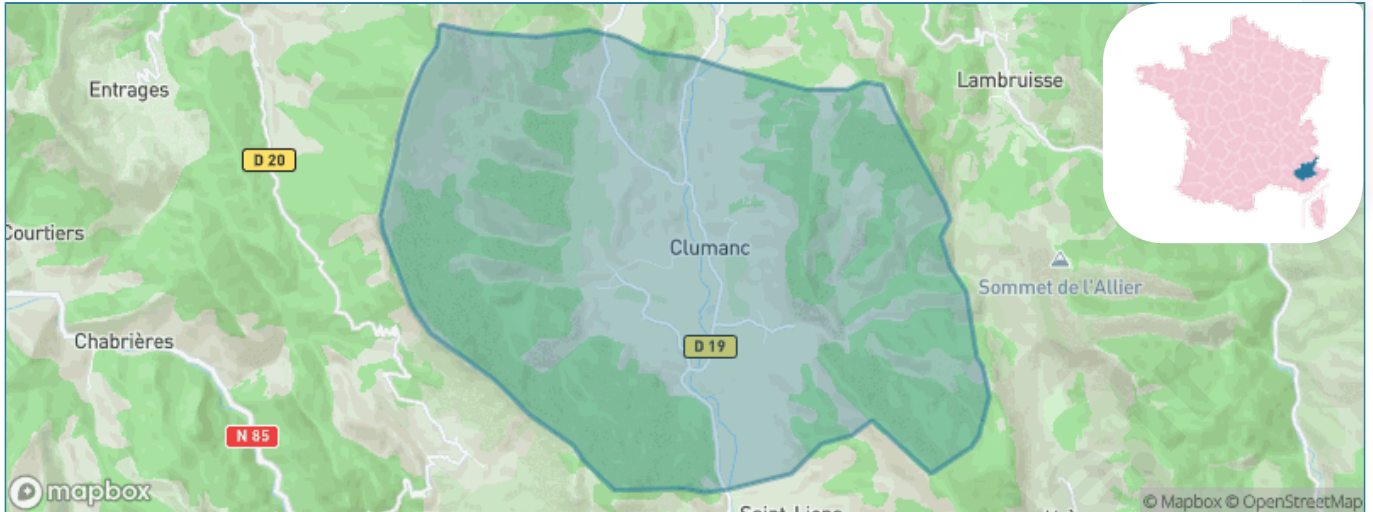 Entrages
Lambruisse
D 20
Courtiers
Clumanc
Sommet de l'Allier
Chabrières
D 19
N 85
mapbox
© Mapbox © OpenStreetMap